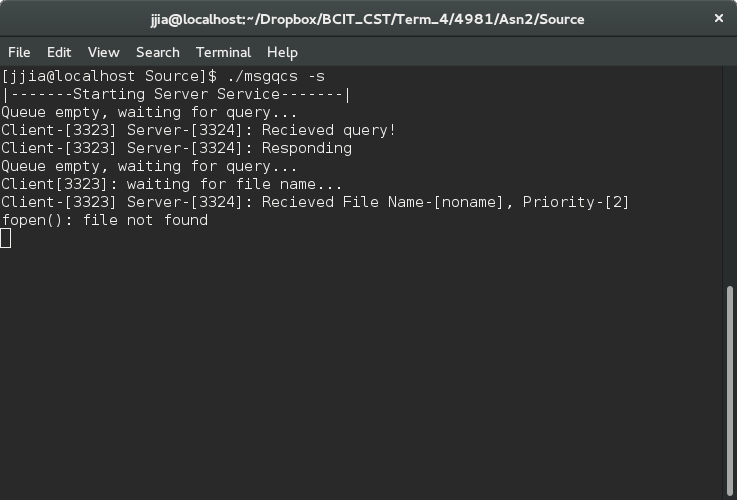 jjia@localhost:~/Dropbox/BCIT_CST/Term_4/4981/Asn2/Source ×
File Edit View Search Terminal Help
[jjia@localhost Source]$ ./msgqcs -s
|-------Starting Server Service-------|
Queue empty, waiting for query...
Client-[3323] Server-[3324]: Recieved query!
Client-[3323] Server-[3324]: Responding
Queue empty, waiting for query...
Client[3323]: waiting for file name...
Client-[3323] Server-[3324]: Recieved File Name-[noname], Priority-[2]
fopen(): file not found